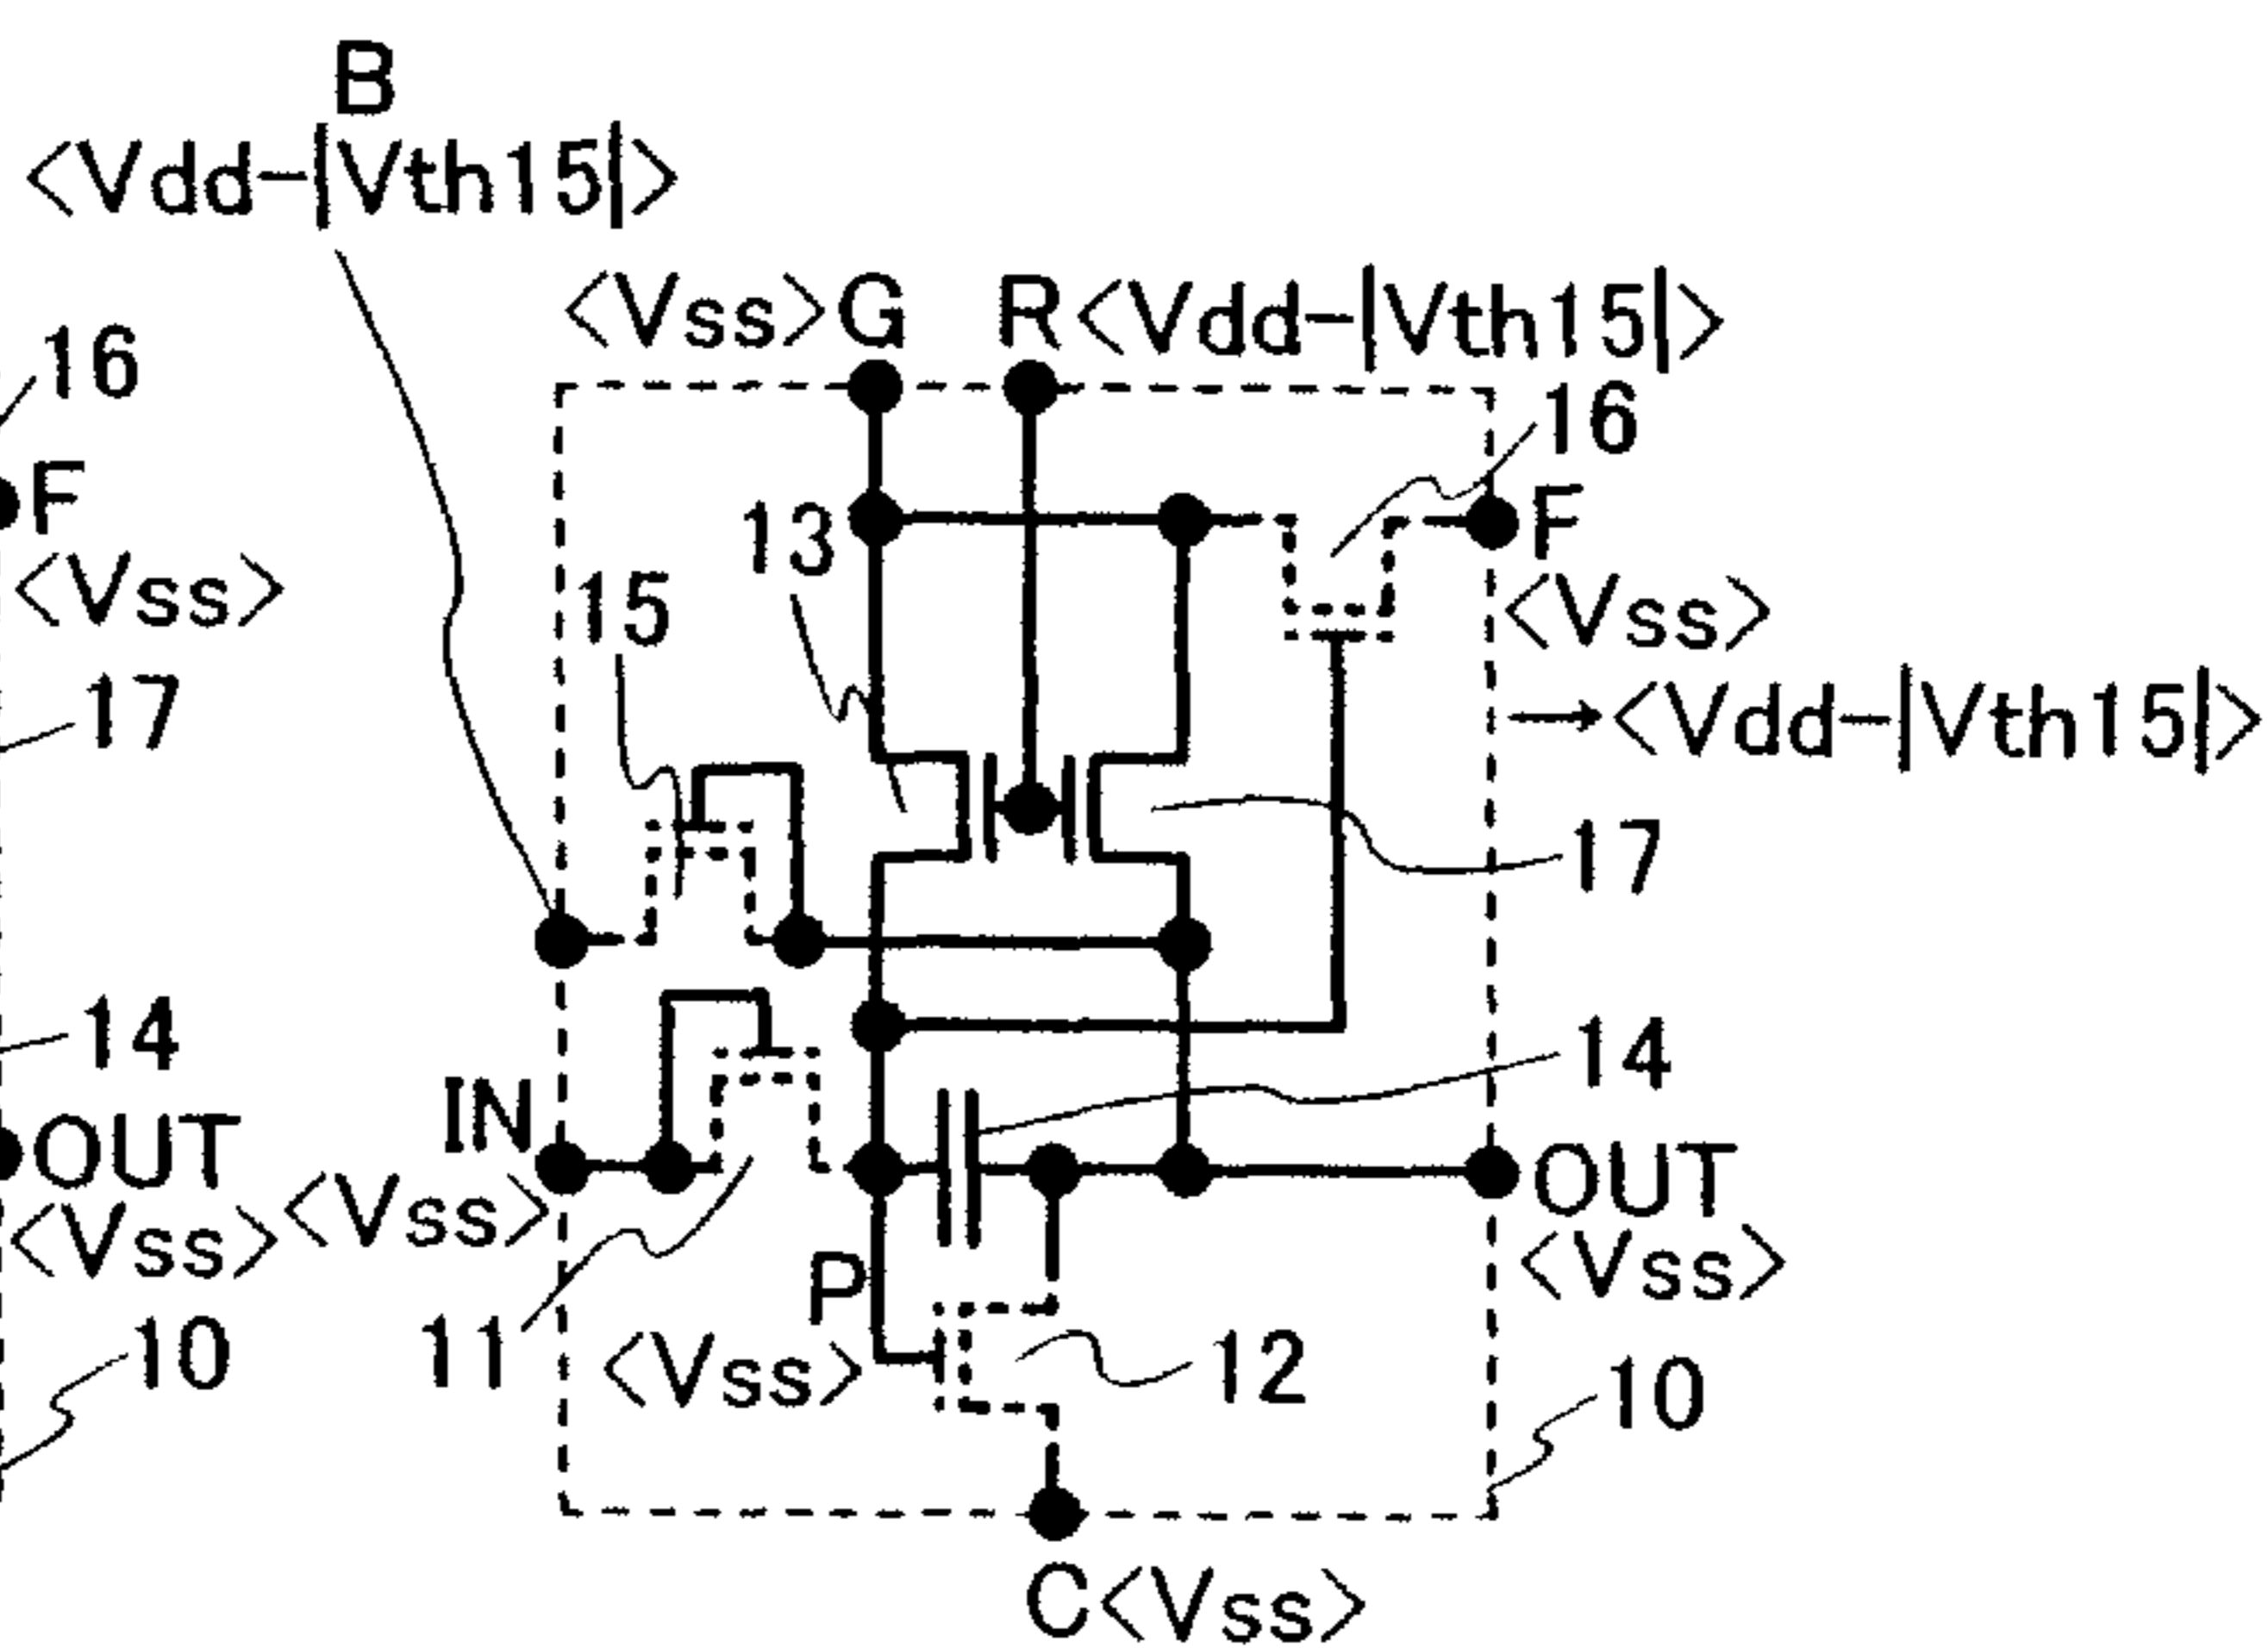 B
<Vdd-|Vth15|>
<Vss>G R<Vdd-|Vth15|>
16
16
F
F
13
15
<Vss>
<Vss>
17
→<Vdd-|Vth15|>
17
14
14
IN
OUT
OUT
<Vss>
<Vss>
<Vss>
P
10
11
<Vss>
12
10
C<Vss>